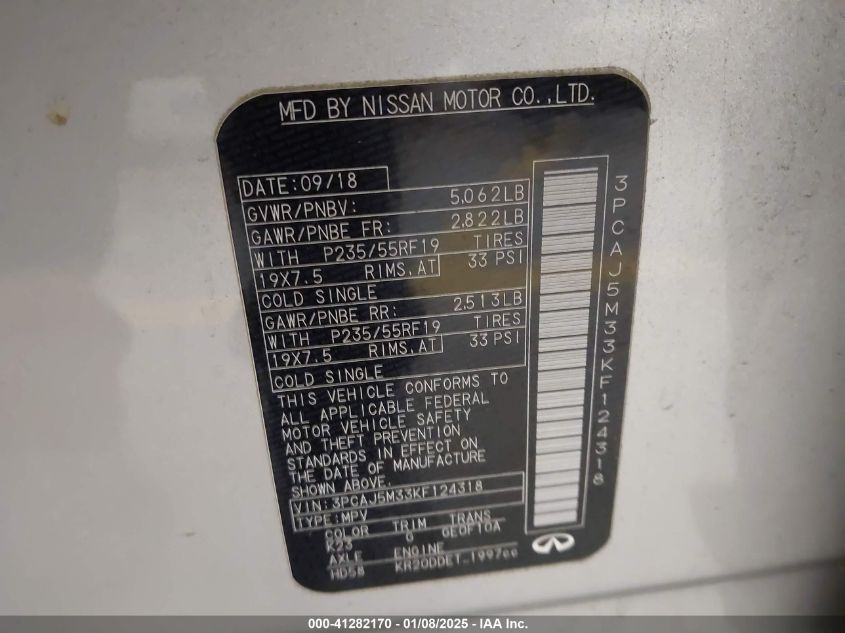 MFD BY NISSAN MOTOR CO.,LTD.
DATE:09/18
GVWR/PNBV: 5,062LB
GAWR/PNBE FR: 2,822LB
WITH P235/55RF19 TIRES
19X7.5 RIMS,AT 33 PSI
COLD SINGLE
GAWR/PNBE RR: 2,513LB
WITH P235/55RF19 TIRES
19X7.5 RIMS,AT 33 PSI
COLD SINGLE
THIS VEHICLE CONFORMS TO
ALL APPLICABLE FEDERAL
MOTOR VEHICLE SAFETY
AND THEFT PREVENTION
STANDARDS IN EFFECT ON
THE DATE OF MANUFACTURE
SHOWN ABOVE.
VIN:3PCAJ5M33KF124318
TYPE:MPV
COLOR TRIM TRANS
K23 G GE0F10A
AXLE ENGINE
HD58 KR20DDET_1997cc
3PCAJ5M33KF124318
000-41282170 | 01/08/2025 - IAA Inc.